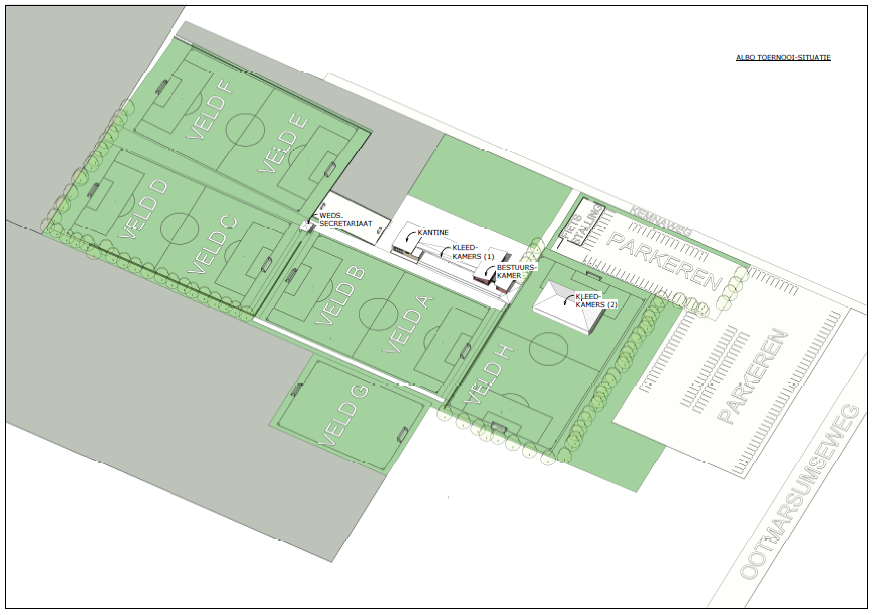 ALBO TOERNOOI-SITUATIE
VELD F
VELD E
VELD D
VELD C
WEDS.
SECRETARIAAT
KANTINE
KLEED-
KAMERS (1)
BESTUURS-
KAMER
KLEED-
KAMERS (2)
FIETS
STALLING
KEMNAWEG
PARKEREN
VELD B
VELD A
VELD H
VELD G
PARKEREN
OOTMARSUMSEWEG